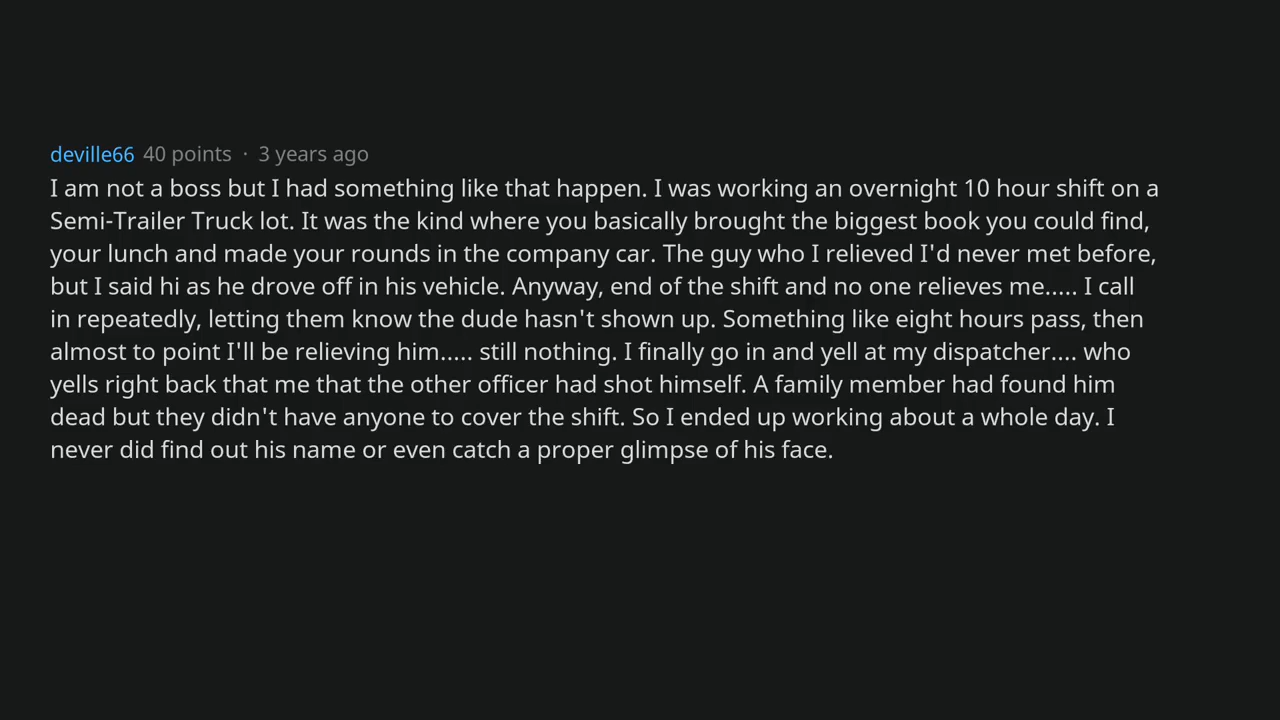 deville66 40 points · 3 years ago
I am not a boss but I had something like that happen. I was working an overnight 10 hour shift on a
Semi-Trailer Truck lot. It was the kind where you basically brought the biggest book you could find,
your lunch and made your rounds in the company car. The guy who I relieved I'd never met before,
but I said hi as he drove off in his vehicle. Anyway, end of the shift and no one relieves me..... I call
in repeatedly, letting them know the dude hasn't shown up. Something like eight hours pass, then
almost to point I'll be relieving him..... still nothing. I finally go in and yell at my dispatcher.... who
yells right back that me that the other officer had shot himself. A family member had found him
dead but they didn't have anyone to cover the shift. So I ended up working about a whole day. I
never did find out his name or even catch a proper glimpse of his face.